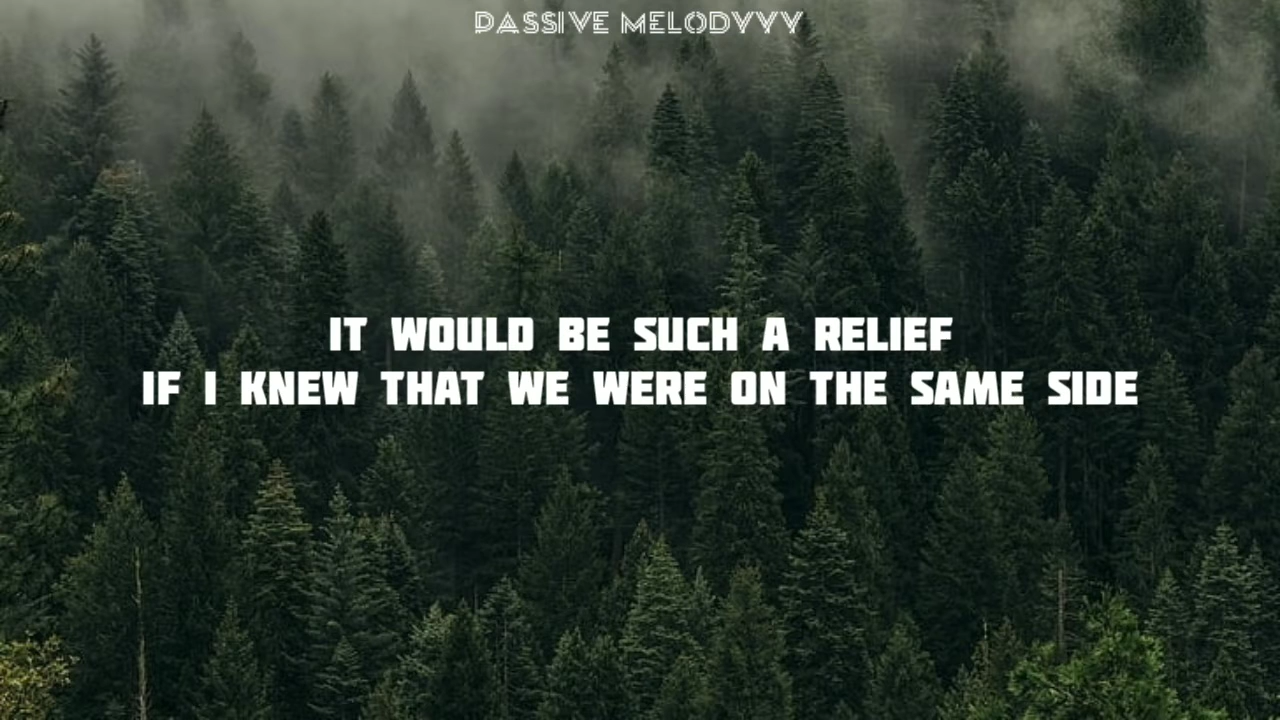 PASSIVE MELODYYY
IT WOULD BE SUCH A RELIEF
IF I KNEW THAT WE WERE ON THE SAME SIDE